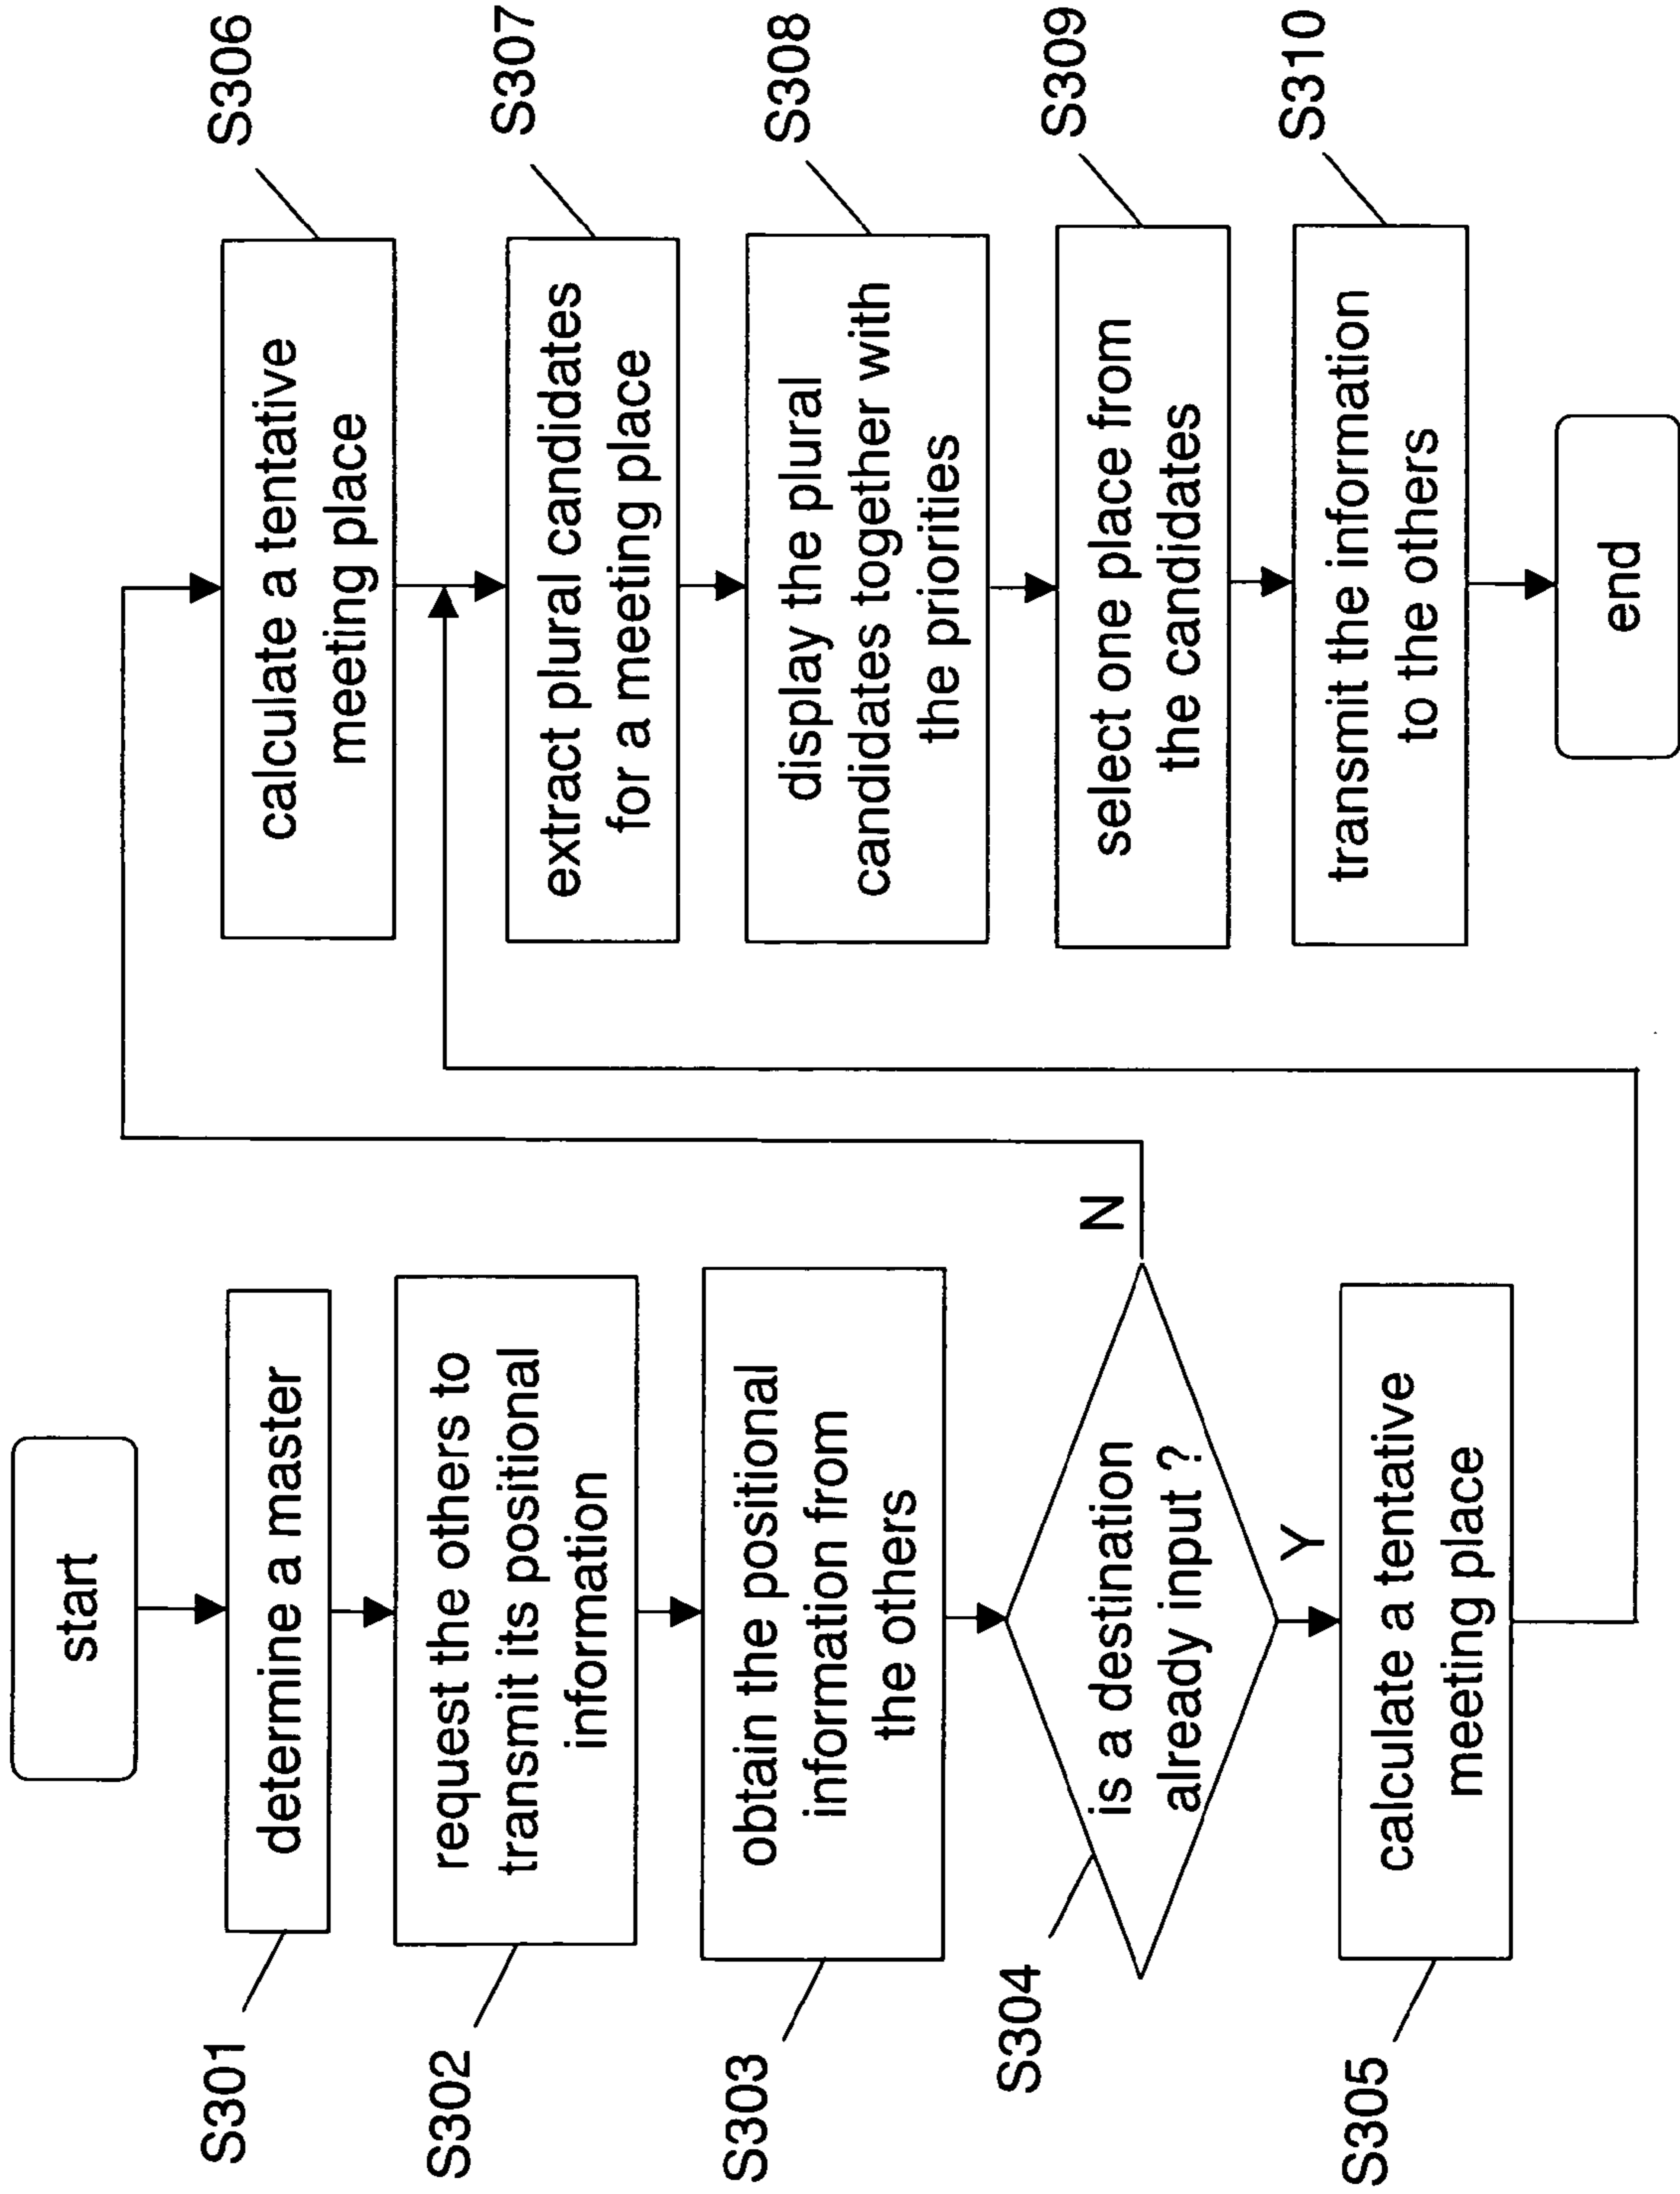 start
S301
determine a master
S302
request the others to
transmit its positional
information
S303
obtain the positional
information from
the others
S304
is a destination
already input ?
N
Y
S305
calculate a tentative
meeting place
S306
calculate a tentative
meeting place
S307
extract plural candidates
for a meeting place
S308
display the plural
candidates together with
the priorities
S309
select one place from
the candidates
S310
transmit the information
to the others
end